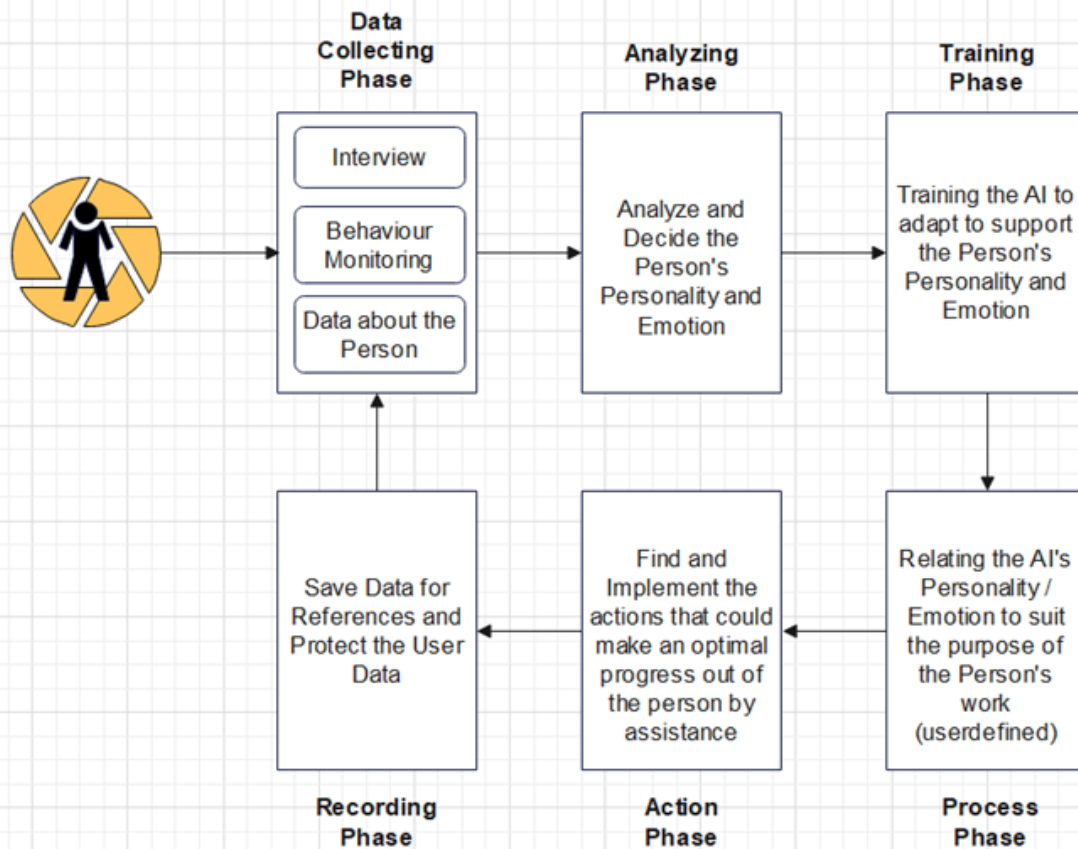 Data
Collecting
Phase
Analyzing
Phase
Training
Phase
Interview
Behaviour
Monitoring
Data about the
Person
Analyze and
Decide the
Person's
Personality and
Emotion
Training the AI to
adapt to support
the Person's
Personality and
Emotion
Save Data for
References and
Protect the User
Data
Find and
Implement the
actions that could
make an optimal
progress out of
the person by
assistance
Relating the AI's
Personality /
Emotion to suit
the purpose of
the Person's
work
(userdefined)
Recording
Phase
Action
Phase
Process
Phase